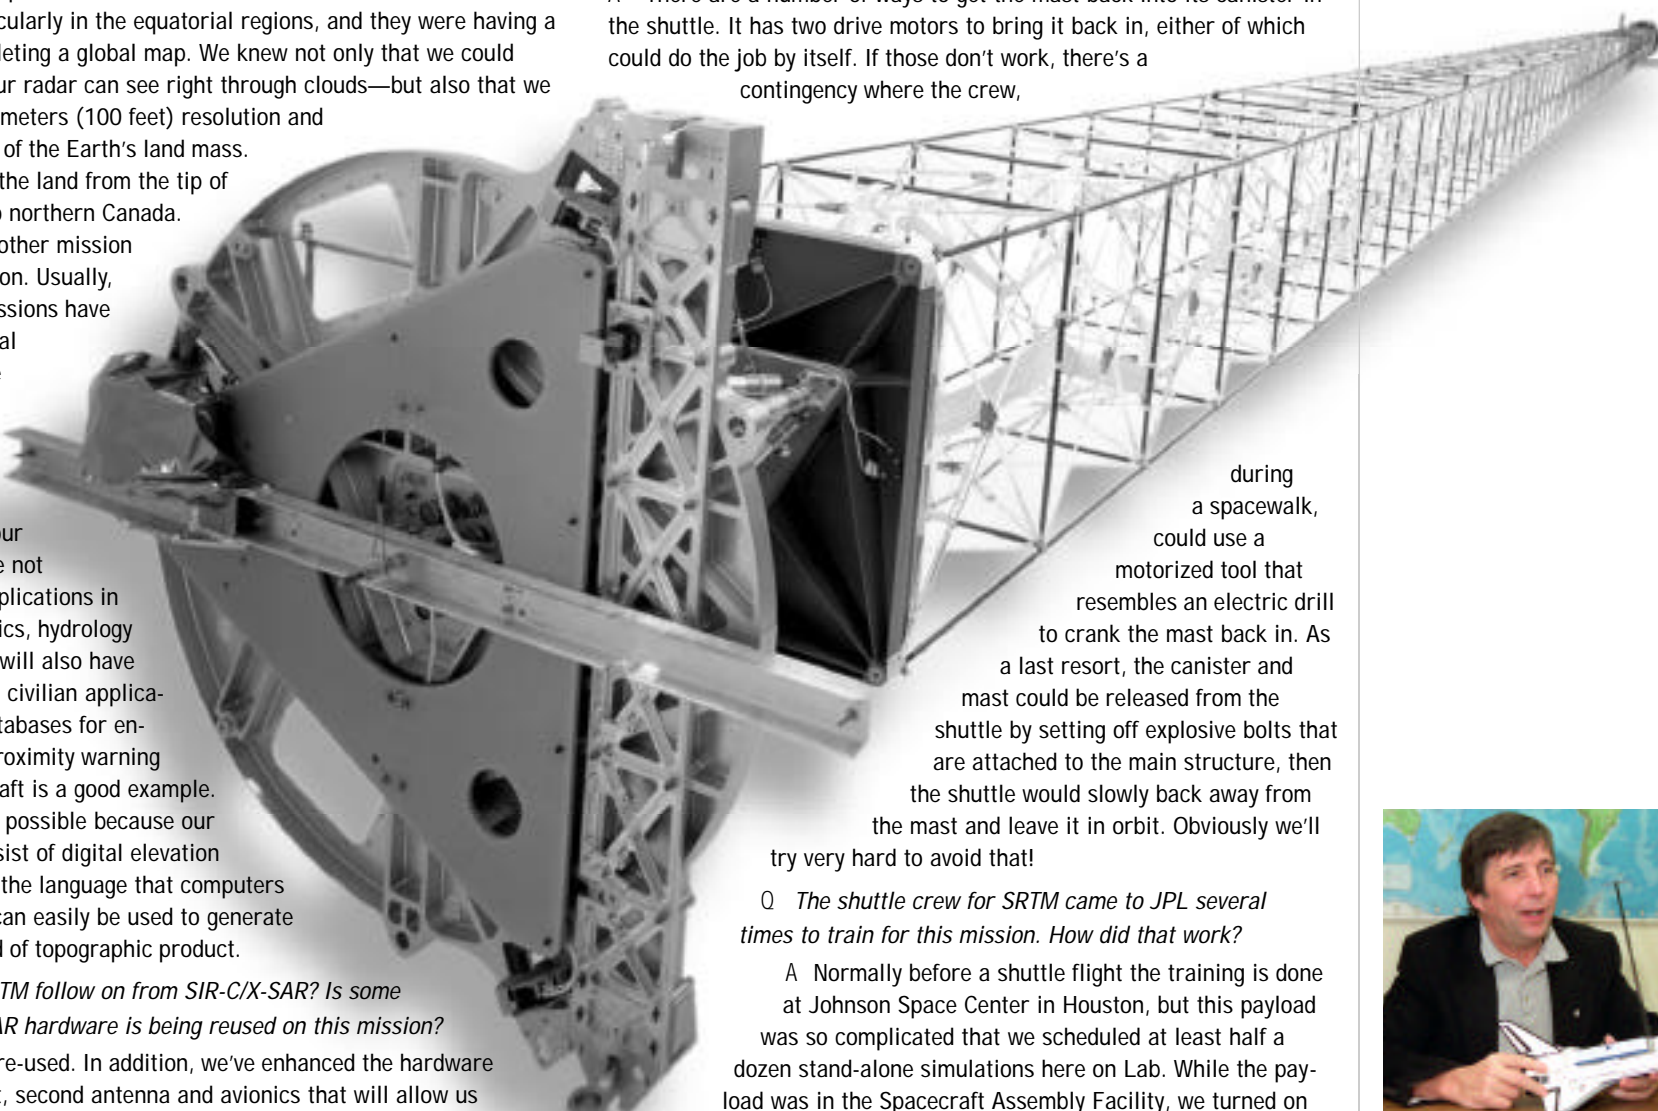 cularly in the equatorial regions, and they were having a
leting a global map. We knew not only that we could
ur radar can see right through clouds—but also that we
meters (100 feet) resolution and
of the Earth's land mass.
the land from the tip of
northern Canada.
other mission
on. Usually,
ssions have
al
ur
e not
plications in
ics, hydrology
will also have
civilian applica-
tabases for en-
roximity warning
aft is a good example.
possible because our
sist of digital elevation
the language that computers
can easily be used to generate
d of topographic product.
TM follow on from SIR-C/X-SAR? Is some
AR hardware is being reused on this mission?
re-used. In addition, we've enhanced the hardware
, second antenna and avionics that will allow us
A There are a number of ways to get the mast back into its canister in
the shuttle. It has two drive motors to bring it back in, either of which
could do the job by itself. If those don't work, there's a
contingency where the crew,
during
a spacewalk,
could use a
motorized tool that
resembles an electric drill
to crank the mast back in. As
a last resort, the canister and
mast could be released from the
shuttle by setting off explosive bolts that
are attached to the main structure, then
the shuttle would slowly back away from
the mast and leave it in orbit. Obviously we'll
try very hard to avoid that!
Q The shuttle crew for SRTM came to JPL several
times to train for this mission. How did that work?
A Normally before a shuttle flight the training is done
at Johnson Space Center in Houston, but this payload
was so complicated that we scheduled at least half a
dozen stand-alone simulations here on Lab. While the pay-
load was in the Spacecraft Assembly Facility, we turned on